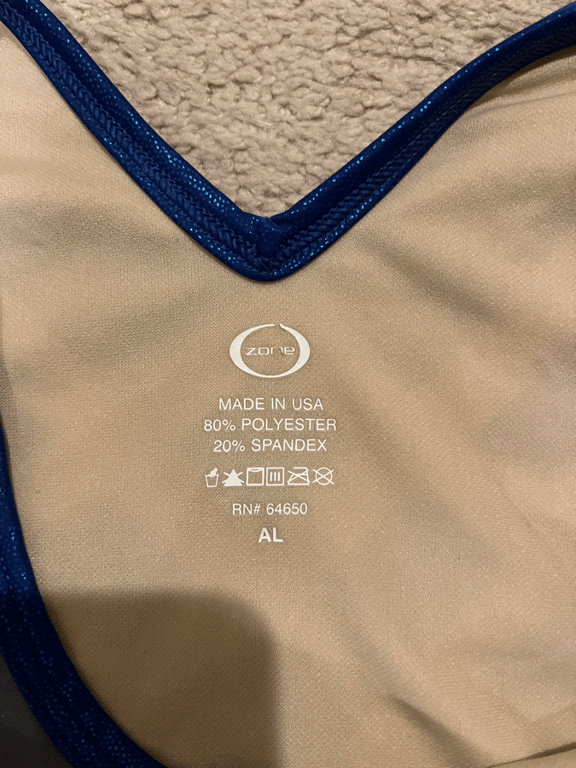 zone
MADE IN USA
80% POLYESTER
20% SPANDEX
RN# 64650
AL